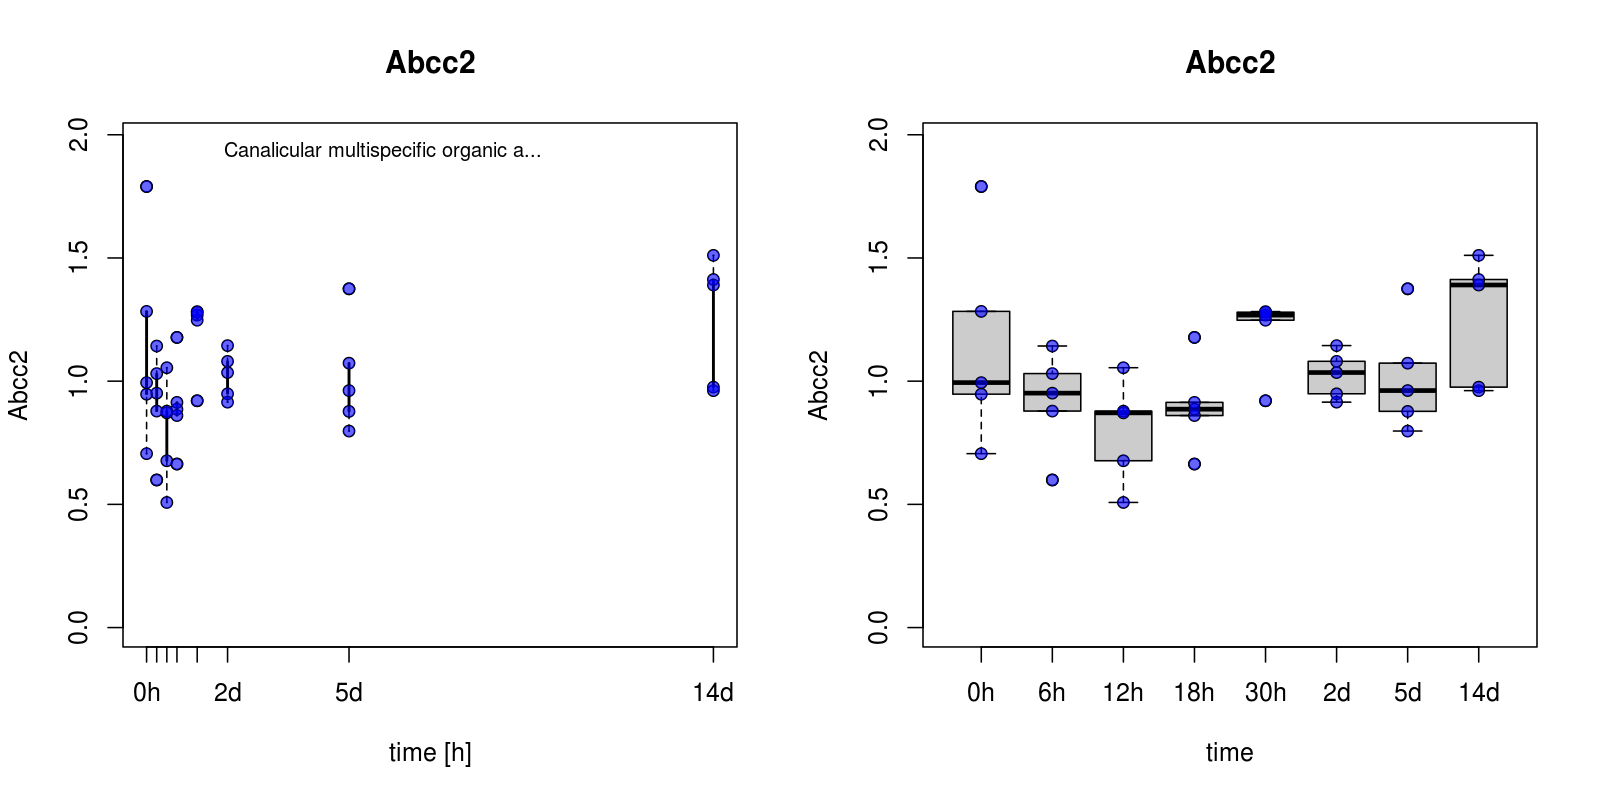 Abcc2
Canalicular multispecific organic a...
Abcc2
2.0
1.5
1.0
0.5
0.0
0h 2d 5d 14d
time [h]
Abcc2
Abcc2
2.0
1.5
1.0
0.5
0.0
0h 6h 12h 18h 30h 2d 5d 14d
time